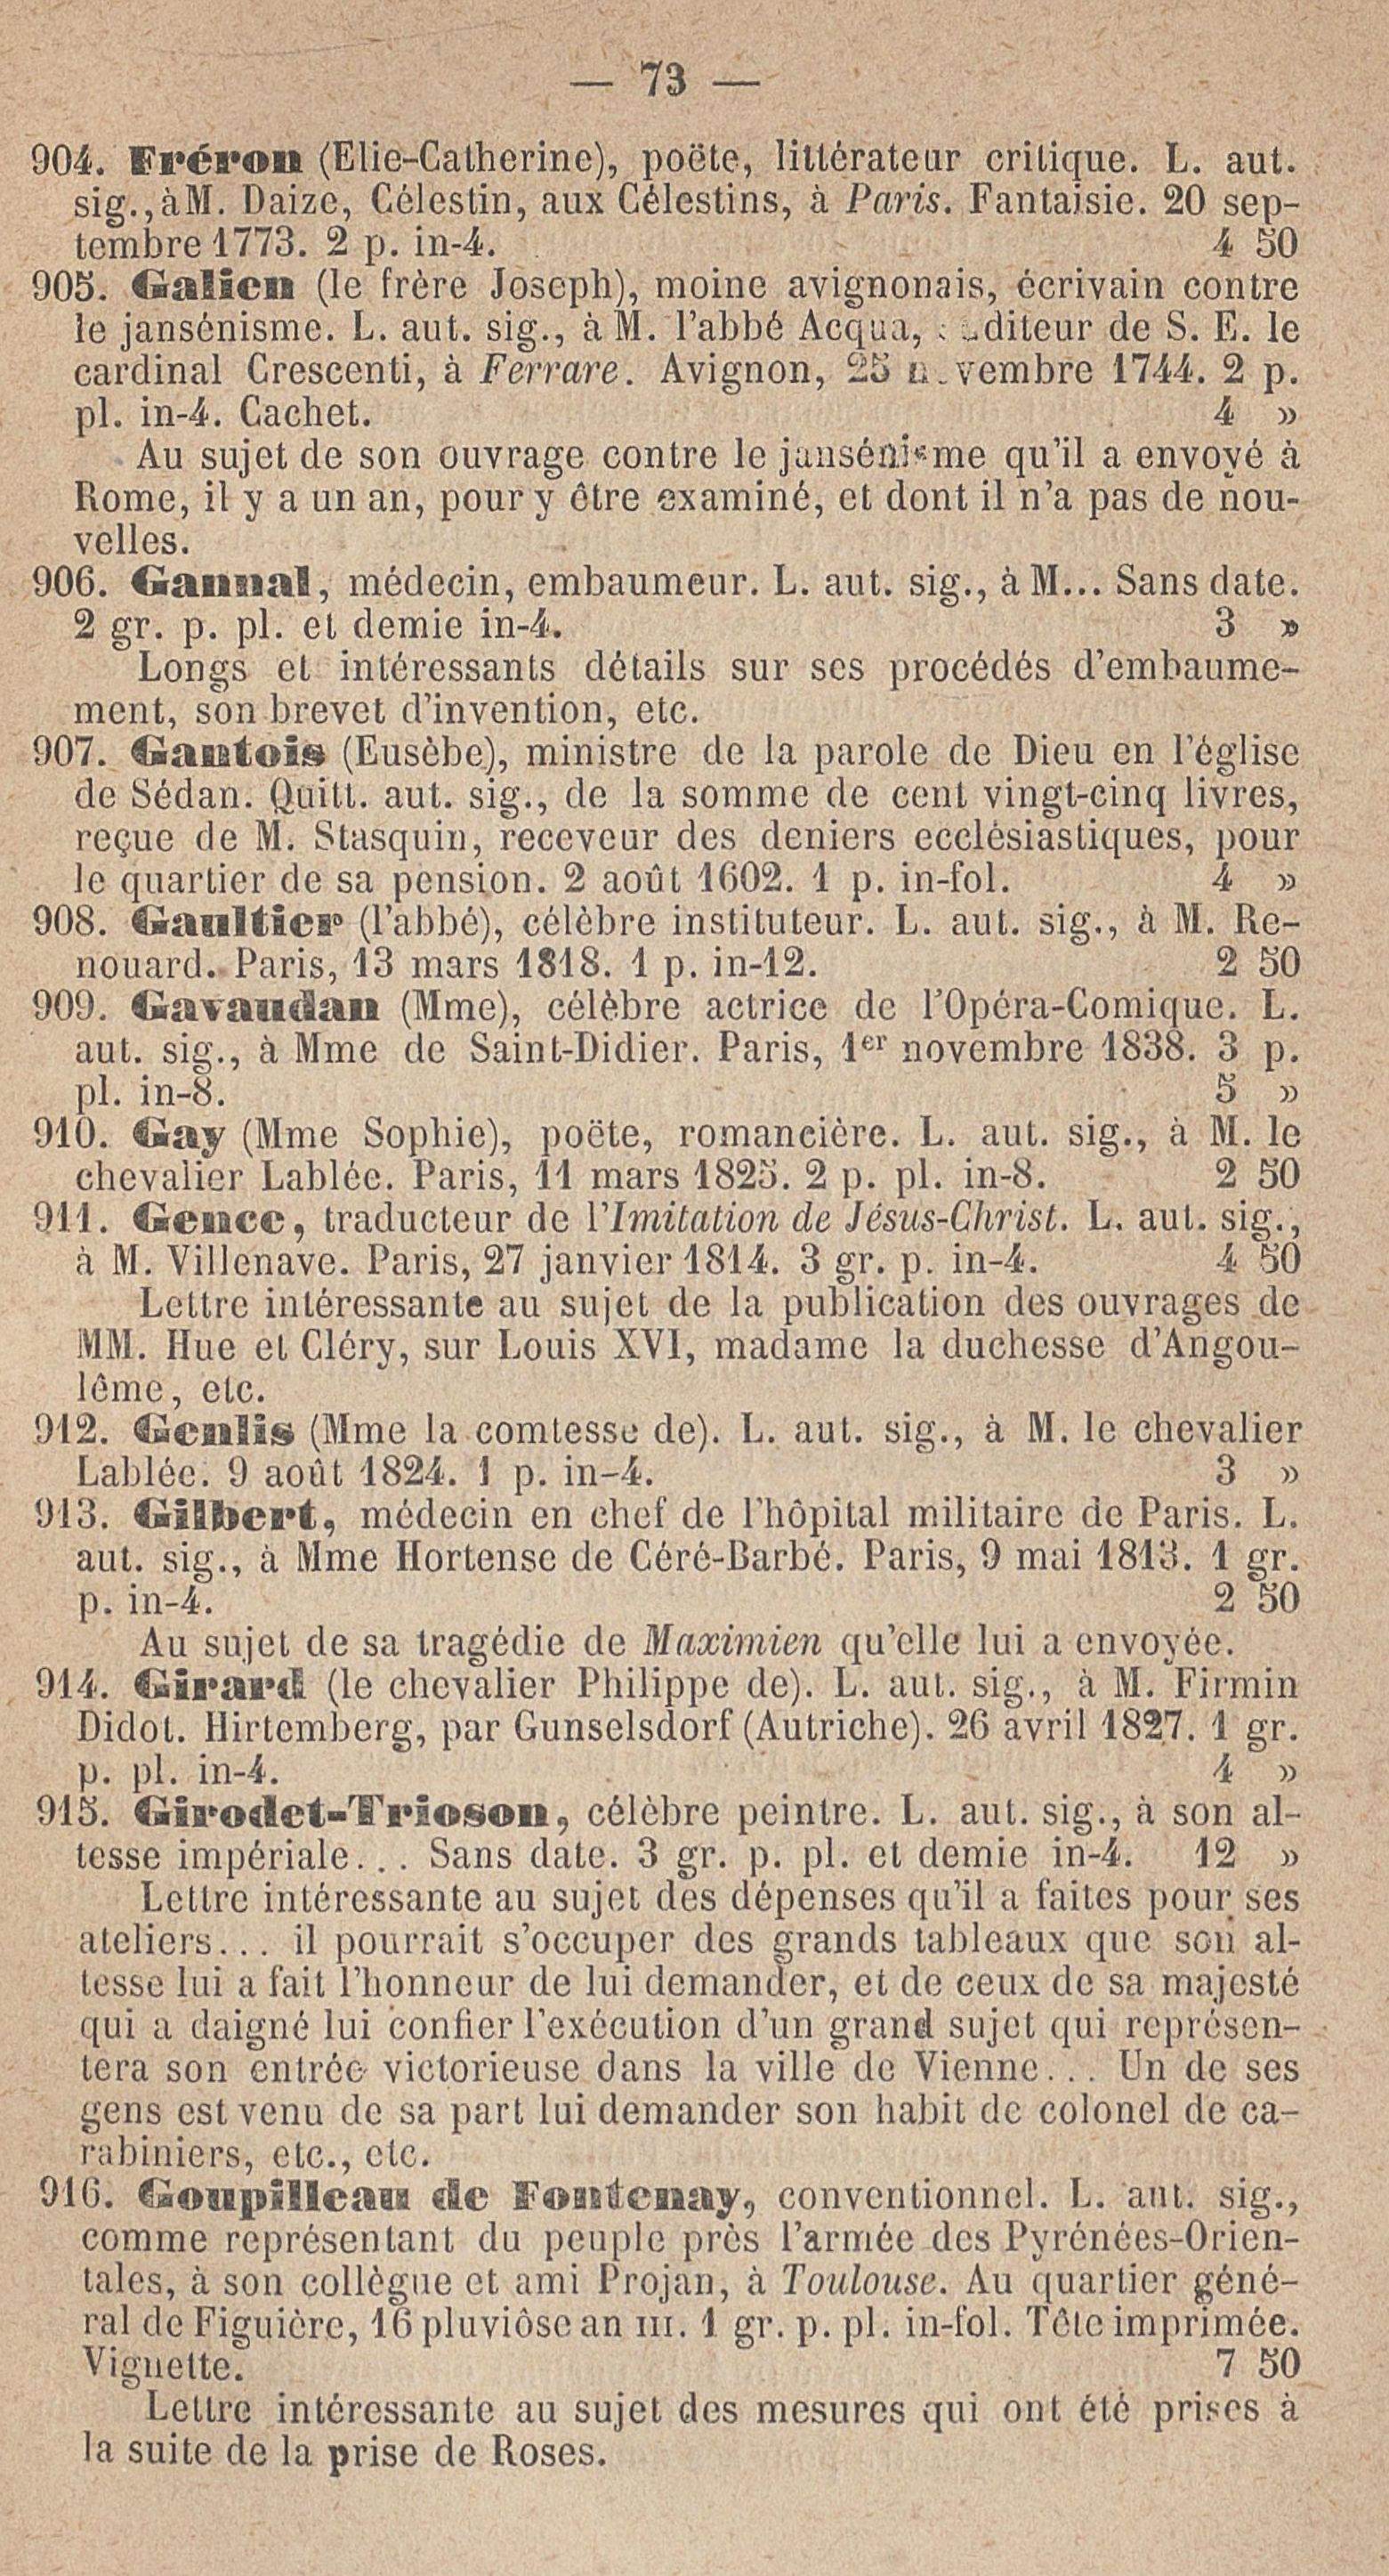 — 73 —
904. Fréron (Elie-Catherine), poëte, littérateur critique. L. aut.
sig., à M. Daize, Célestin, aux Célestins, à Paris. Fantaisie. 20 sep-
tembre 1773. 2 p. in-4. 4 50
905. Galien (le frère Joseph), moine avignonais, écrivain contre
le jansénisme. L. aut. sig., à M. l'abbé Acqua, diteur de S. E. le
cardinal Crescenti, à Ferrare. Avignon, 25 n.vembre 1744. 2 p.
pl. in-4. Cachet. 4 »
Au sujet de son ouvrage contre le jansénisme qu'il a envoyé à
Rome, il y a un an, pour y être examiné, et dont il n'a pas de nou-
velles.
906. Gannal, médecin, embaumeur. L. aut. sig., à M... Sans date.
2 gr. p. pl. et demie in-4. 3 »
Longs et intéressants détails sur ses procédés d'embaume-
ment, son brevet d'invention, etc.
907. Gantois (Eusèbe), ministre de la parole de Dieu en l'église
de Sédan. Quitt. aut. sig., de la somme de cent vingt-cinq livres,
reçue de M. Stasquin, receveur des deniers ecclésiastiques, pour
le quartier de sa pension. 2 août 1602. 1 p. in-fol. 4 »
908. Gaultier (l'abbé), célèbre instituteur. L. aut. sig., à M. Re-
nouard. Paris, 13 mars 1818. 1 p. in-12. 2 50
909. Gavaudan (Mme), célèbre actrice de l'Opéra-Comique. L.
aut. sig., à Mme de Saint-Didier. Paris, 1er novembre 1838. 3 p.
pl. in-8. 5 »
910. Gay (Mme Sophie), poëte, romancière. L. aut. sig., à M. le
chevalier Lablée. Paris, 11 mars 1825. 2 p. pl. in-8. 2 50
911. Gence, traducteur de l'Imitation de Jésus-Christ. L. aut. sig.,
à M. Villenave. Paris, 27 janvier 1814. 3 gr. p. in-4. 4 50
Lettre intéressante au sujet de la publication des ouvrages de
MM. Hue et Cléry, sur Louis XVI, madame la duchesse d'Angou-
lême, etc.
912. Genlis (Mme la comtesse de). L. aut. sig., à M. le chevalier
Lablée. 9 août 1824. 1 p. in-4. 3 »
913. Gilbert, médecin en chef de l'hôpital militaire de Paris. L.
aut. sig., à Mme Hortense de Céré-Barbé. Paris, 9 mai 1813. 1 gr.
p. in-4. 2 50
Au sujet de sa tragédie de Maximien qu'elle lui a envoyée.
914. Girard (le chevalier Philippe de). L. aut. sig., à M. Firmin
Didot. Hirtemberg, par Gunselsdorf (Autriche). 26 avril 1827. 1 gr.
p. pl. in-4. 4 »
915. Girodet-Trioson, célèbre peintre. L. aut. sig., à son al-
tesse impériale... Sans date. 3 gr. p. pl. et demie in-4. 12 »
Lettre intéressante au sujet des dépenses qu'il a faites pour ses
ateliers... il pourrait s'occuper des grands tableaux que son al-
tesse lui a fait l'honneur de lui demander, et de ceux de sa majesté
qui a daigné lui confier l'exécution d'un grand sujet qui représen-
tera son entrée victorieuse dans la ville de Vienne... Un de ses
gens est venu de sa part lui demander son habit de colonel de ca-
rabiniers, etc., etc.
916. Goupilleau de Fontenay, conventionnel. L. aut. sig.,
comme représentant du peuple près l'armée des Pyrénées-Orien-
tales, à son collègue et ami Projan, à Toulouse. Au quartier géné-
ral de Figuière, 16 pluviôse an III. 1 gr. p. pl. in-fol. Tête imprimée.
Vignette. 7 50
Lettre intéressante au sujet des mesures qui ont été prises à
la suite de la prise de Roses.